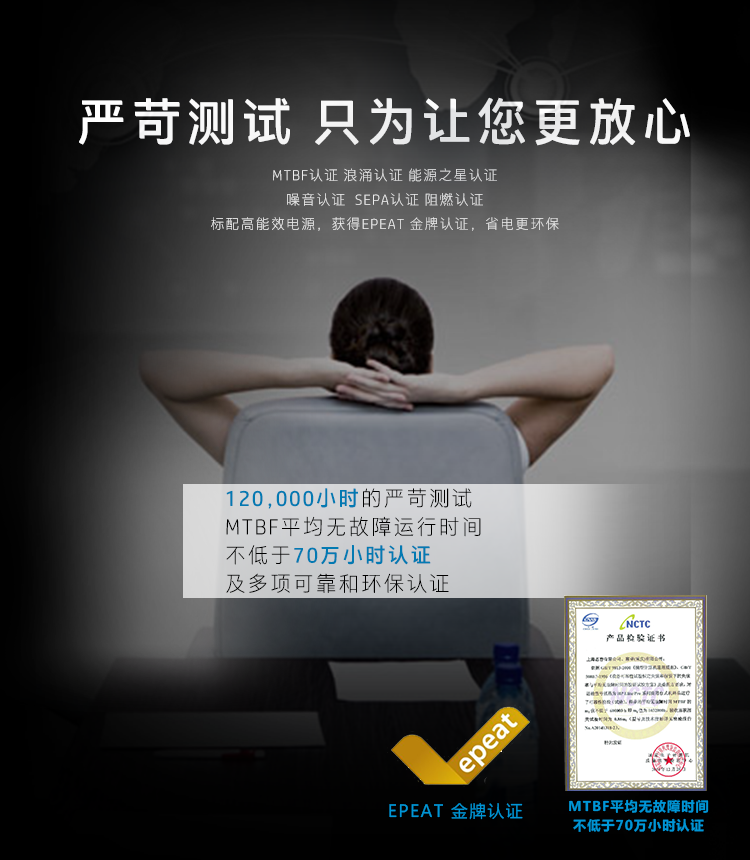 严苛测试 只为让您更放心
MTBF认证 浪涌认证 能源之星认证
噪音认证 SEPA认证 阻燃认证
标配高能效电源，获得EPEAT 金牌认证，省电更环保
120,000小时的严苛测试
MTBF平均无故障运行时间
不低于70万小时认证
及多项可靠和环保认证
NCTC
产品检验证书
epeat
EPEAT 金牌认证
MTBF平均无故障时间
不低于70万小时认证